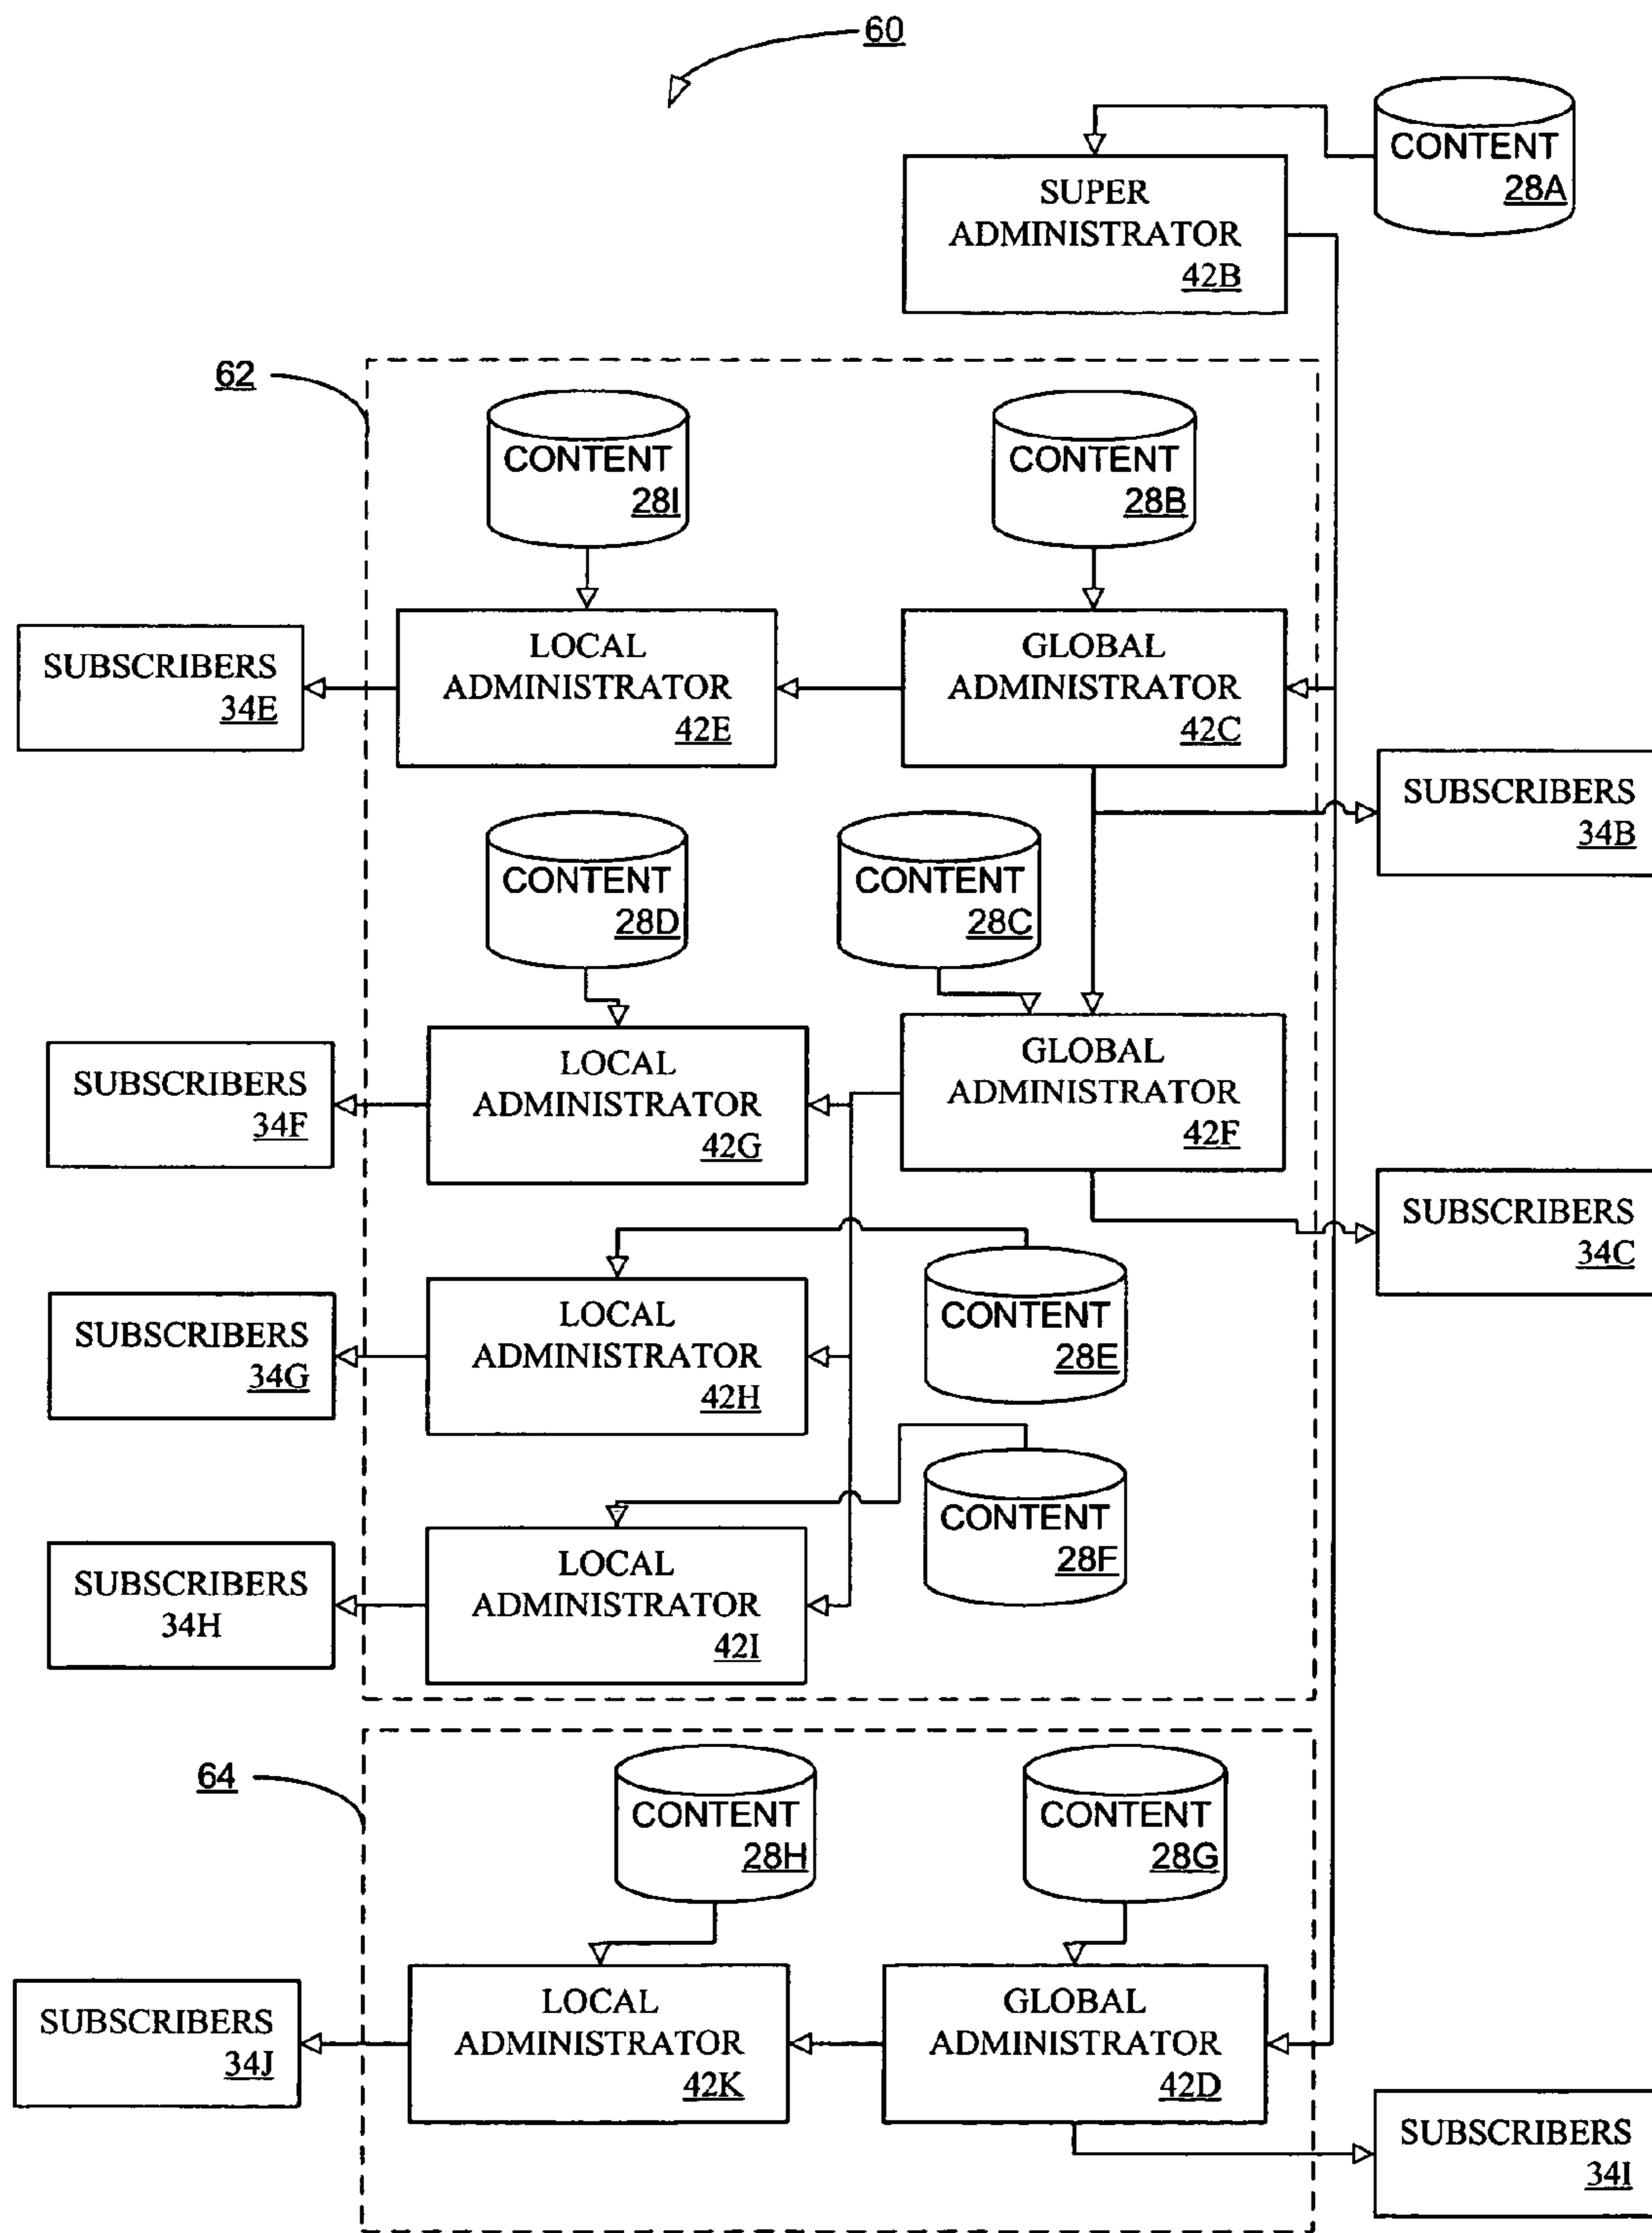 60
CONTENT
28A
SUPER
ADMINISTRATOR
42B
62
CONTENT
28I
CONTENT
28B
SUBSCRIBERS
34E
LOCAL
ADMINISTRATOR
42E
GLOBAL
ADMINISTRATOR
42C
SUBSCRIBERS
34B
CONTENT
28D
CONTENT
28C
SUBSCRIBERS
34F
LOCAL
ADMINISTRATOR
42G
GLOBAL
ADMINISTRATOR
42F
SUBSCRIBERS
34C
SUBSCRIBERS
34G
LOCAL
ADMINISTRATOR
42H
CONTENT
28E
CONTENT
28F
SUBSCRIBERS
34H
LOCAL
ADMINISTRATOR
42I
64
CONTENT
28H
CONTENT
28G
SUBSCRIBERS
34J
LOCAL
ADMINISTRATOR
42K
GLOBAL
ADMINISTRATOR
42D
SUBSCRIBERS
34I